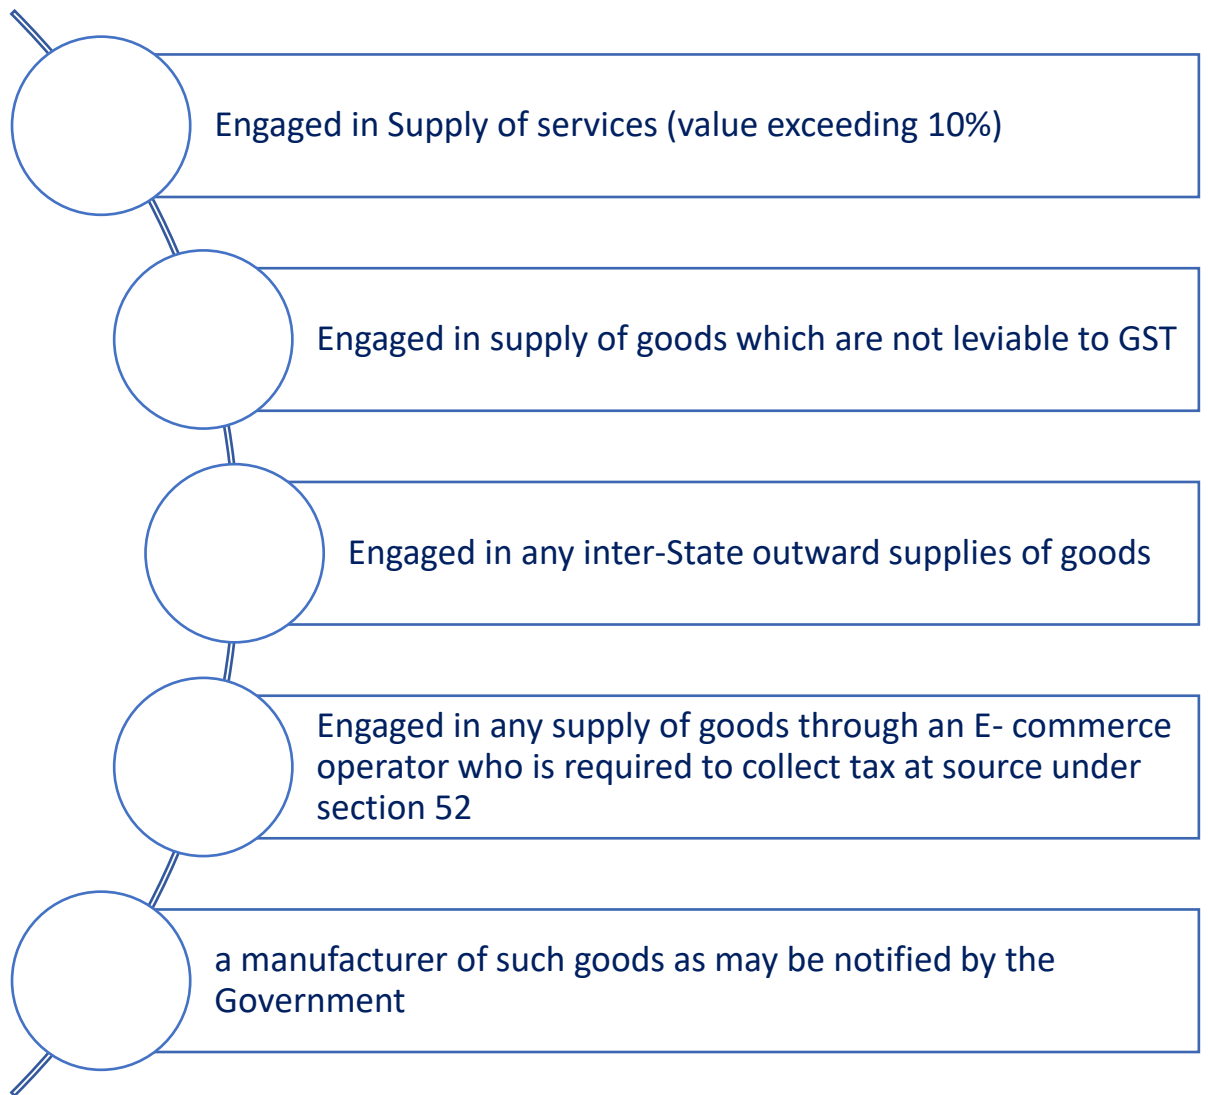 Engaged in Supply of services (value exceeding 10%)
Engaged in supply of goods which are not leviable to GST
Engaged in any inter-State outward supplies of goods
Engaged in any supply of goods through an E- commerce
operator who is required to collect tax at source under
section 52
a manufacturer of such goods as may be notified by the
Government